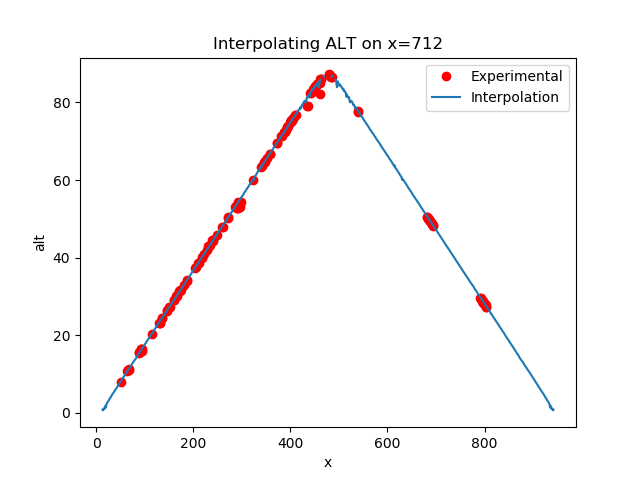 Interpolating ALT on x=712
Experimental
Interpolation
80
60
40
20
0
alt
0 200 400 600 800
x